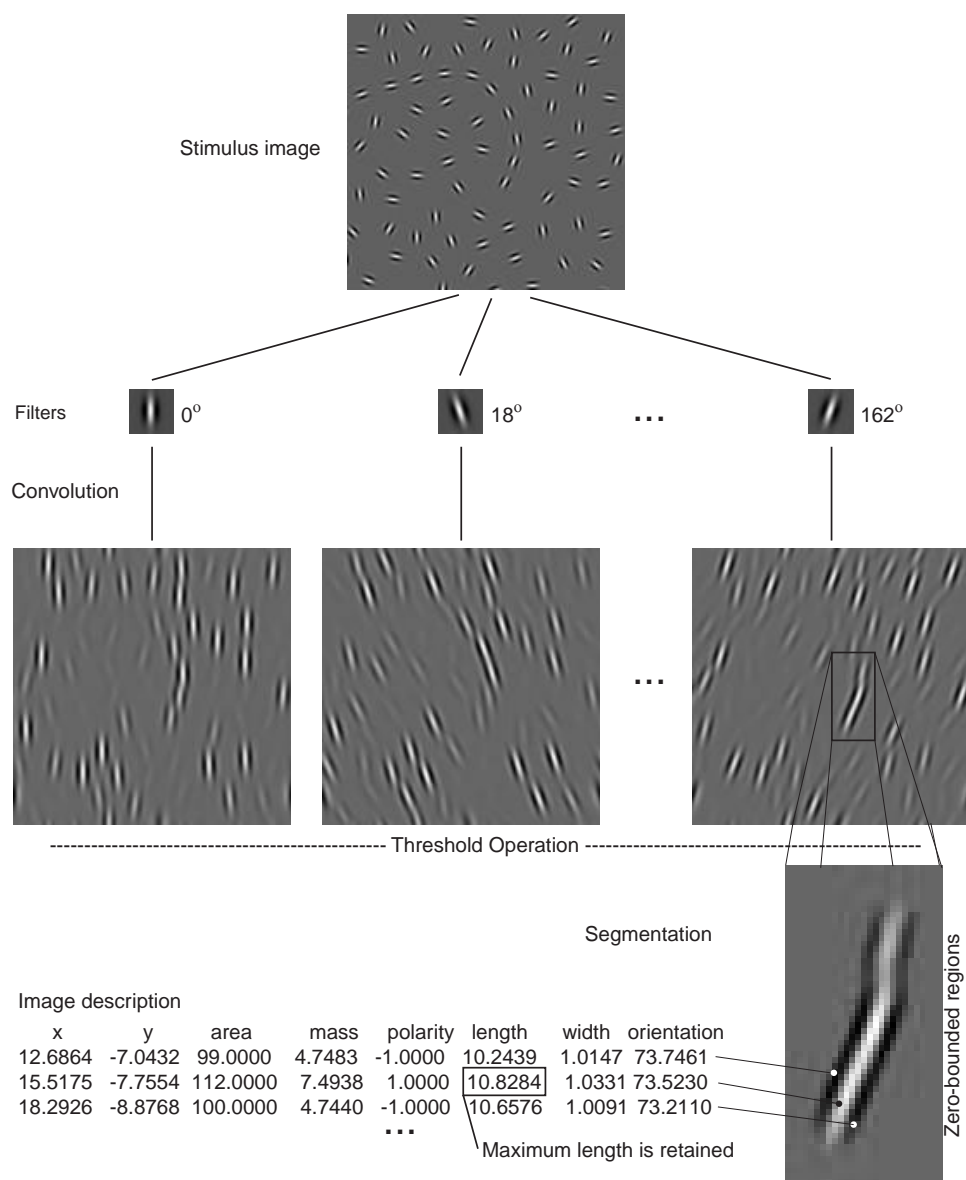 Stimulus image
Filters
0°
18°
...
162°
Convolution
...
-------------------------------------------- Threshold Operation --------------------------------------------
Segmentation
Zero-bound regions
Image description
x y area mass polarity length width orientation
12.6864 -7.0432 99.0000 4.7483 -1.0000 10.2439 1.0147 73.7461
15.5175 -7.7554 112.0000 7.4938 1.0000 10.8284 1.0331 73.5230
18.2926 -8.8768 100.0000 4.7440 -1.0000 10.6576 1.0091 73.2110
...
Maximum length is retained